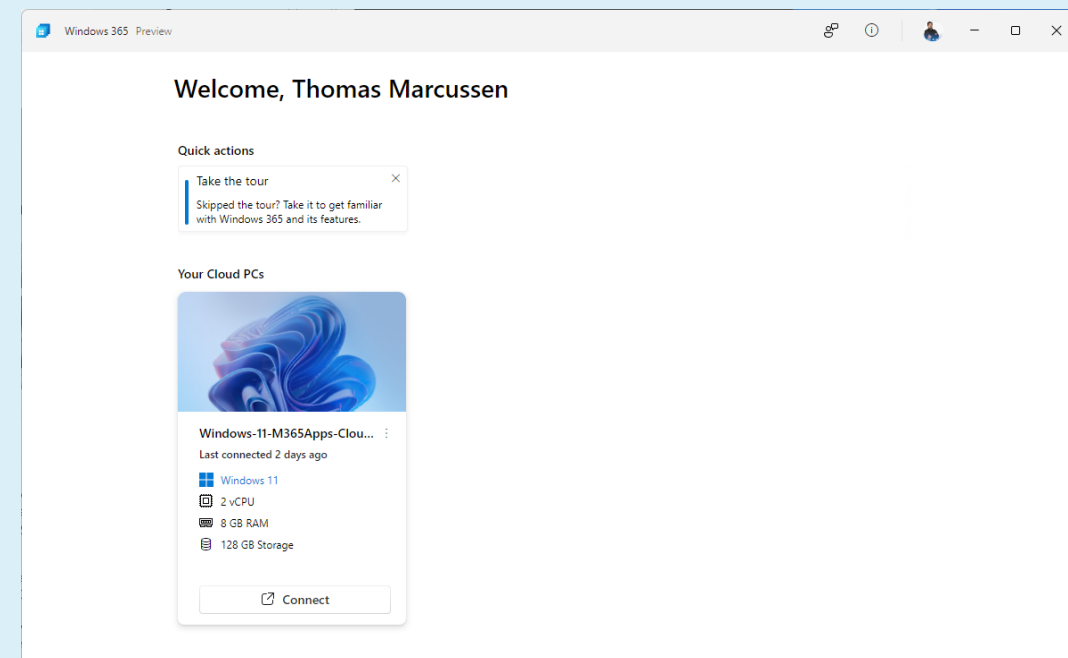 Windows 365 Preview
Welcome, Thomas Marcussen
Quick actions
Take the tour
Skipped the tour? Take it to get familiar
with Windows 365 and its features.
Your Cloud PCs
Windows-11-M365Apps-Clou...
Last connected 2 days ago
Windows 11
2 vCPU
8 GB RAM
128 GB Storage
Connect